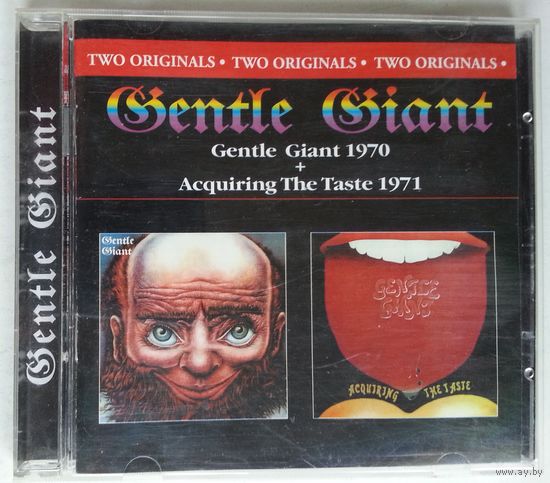 TWO ORIGINALS • TWO ORIGINALS • TWO ORIGINALS •
Gentle Giant
Gentle Giant 1970
+
Acquiring The Taste 1971
Gentle Giant
Gentle
Giant
GENTLE
GIANT
ACQUIRING THE TASTE
www.ay.by